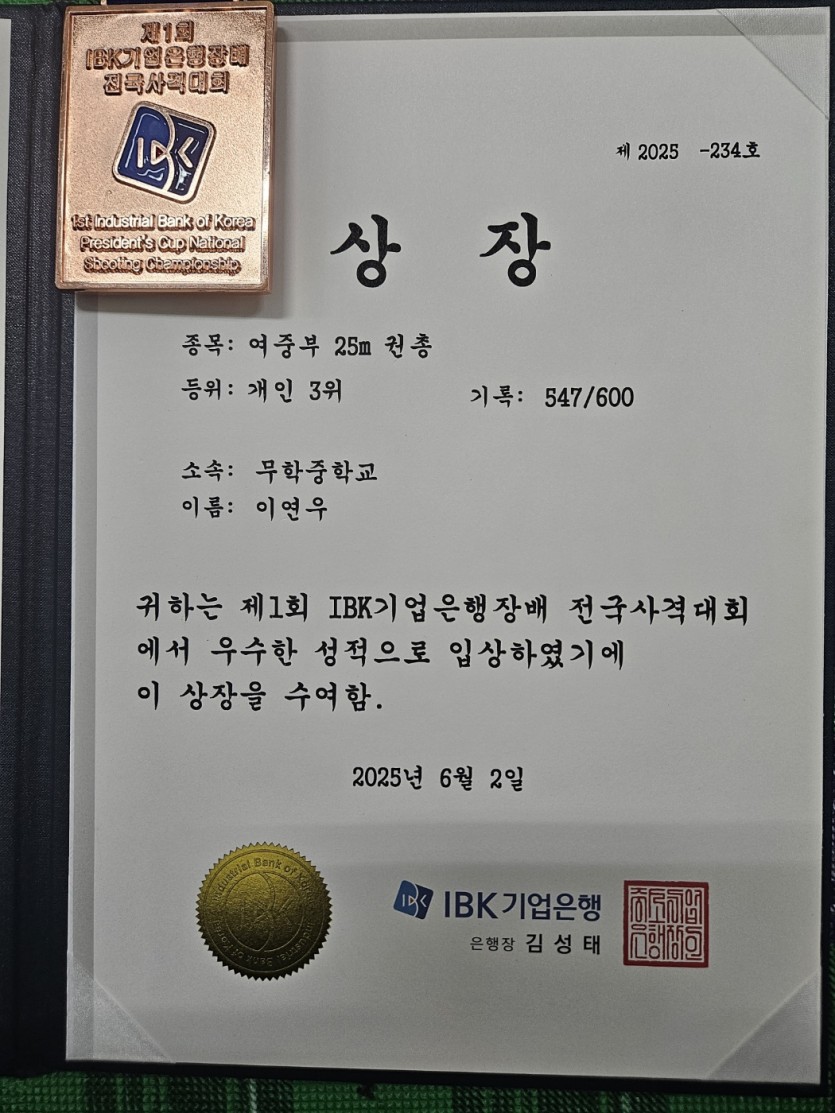 제1회
IBK기업은행장배
전국사격대회
IBK
1st Industrial Bank of Korea
President's Cup National
Shooting Championship
제 2025 -234호
상 장
종목: 여중부 25m 권총
등위: 개인 3위 기록: 547/600
소속: 무학중학교
이름: 이연우
귀하는 제1회 IBK기업은행장배 전국사격대회
에서 우수한 성적으로 입상하였기에
이 상장을 수여함.
2025년 6월 2일
Industrial Bank of Korea
IBK 기업은행
은행장 김성태